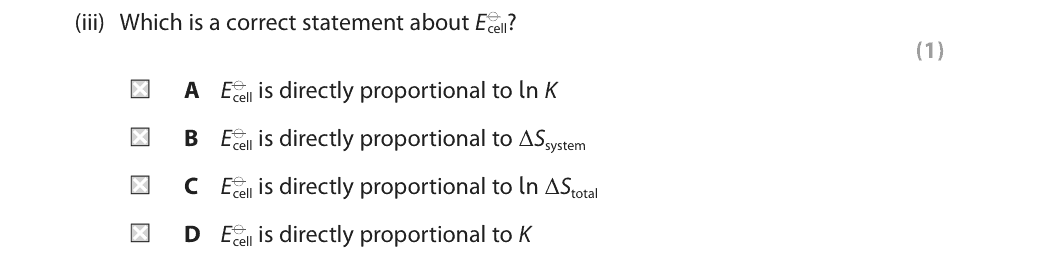 (iii) Which is a correct statement about E⦵cell?
(1)
A E⦵cell is directly proportional to ln K
B E⦵cell is directly proportional to ΔSsystem
C E⦵cell is directly proportional to ln ΔStotal
D E⦵cell is directly proportional to K